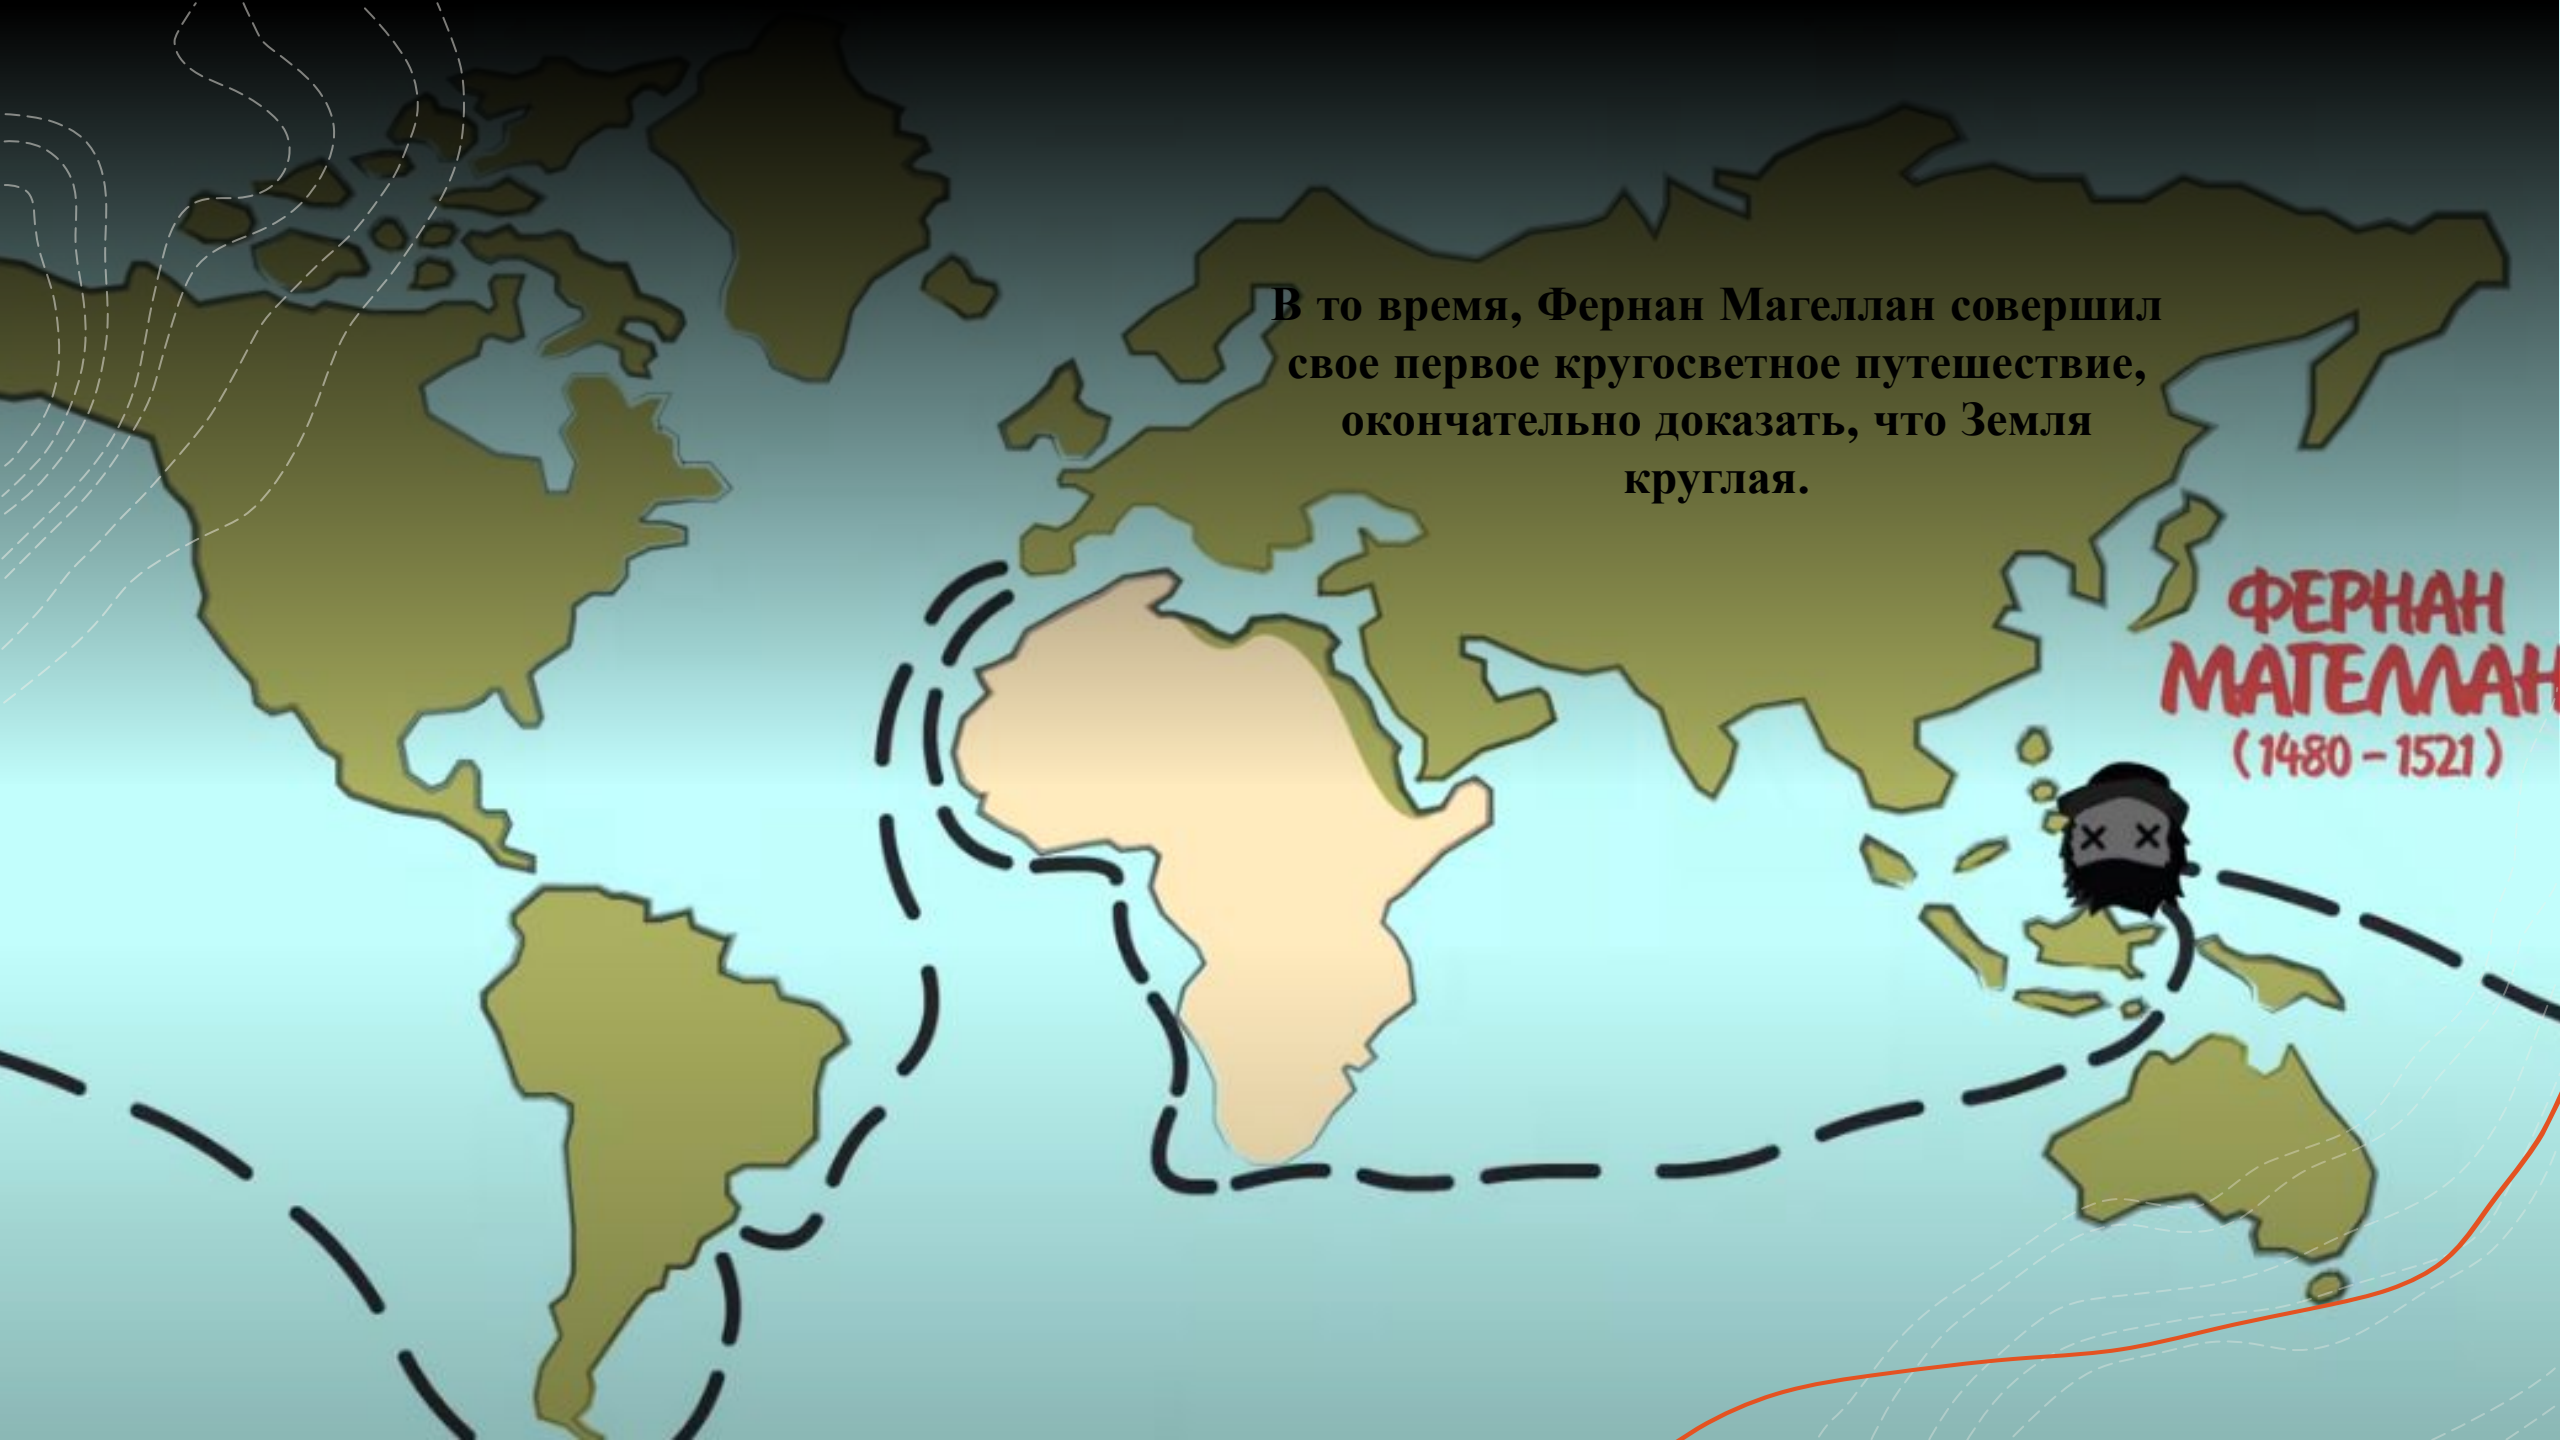 В то время, Фернан Магеллан совершил
свое первое кругосветное путешествие,
окончательно доказать, что Земля
круглая.
ФЕРНАН
МАГЕЛЛАН
(1480 – 1521)